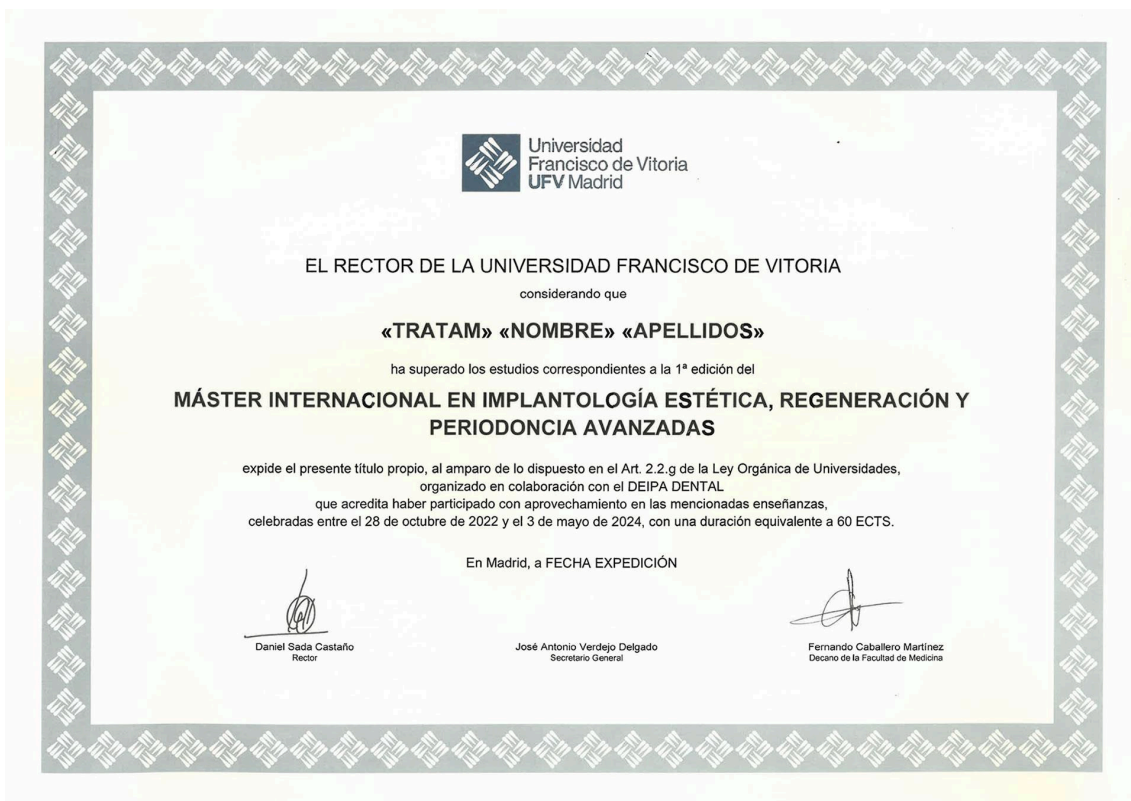 Universidad
Francisco de Vitoria
UFV Madrid
EL RECTOR DE LA UNIVERSIDAD FRANCISCO DE VITORIA
considerando que
«TRATAM» «NOMBRE» «APELLIDOS»
ha superado los estudios correspondientes a la 1ª edición del
MÁSTER INTERNACIONAL EN IMPLANTOLOGÍA ESTÉTICA, REGENERACIÓN Y
PERIODONCIA AVANZADAS
expide el presente título propio, al amparo de lo dispuesto en el Art. 2.2.g de la Ley Orgánica de Universidades,
organizado en colaboración con el DEIPA DENTAL
que acredita haber participado con aprovechamiento en las mencionadas enseñanzas,
celebradas entre el 28 de octubre de 2022 y el 3 de mayo de 2024, con una duración equivalente a 60 ECTS.
En Madrid, a FECHA EXPEDICIÓN
Daniel Sada Castaño
Rector
José Antonio Verdejo Delgado
Secretario General
Fernando Caballero Martínez
Decano de la Facultad de Medicina